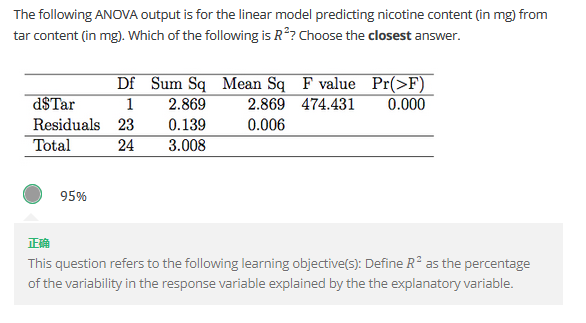 The following ANOVA output is for the linear model predicting nicotine content (in mg) from
tar content (in mg). Which of the following is R²? Choose the closest answer.
Df Sum Sq Mean Sq F value Pr(>F)
d$Tar 1 2.869 2.869 474.431 0.000
Residuals 23 0.139 0.006
Total 24 3.008
95%
正确
This question refers to the following learning objective(s): Define R² as the percentage
of the variability in the response variable explained by the the explanatory variable.